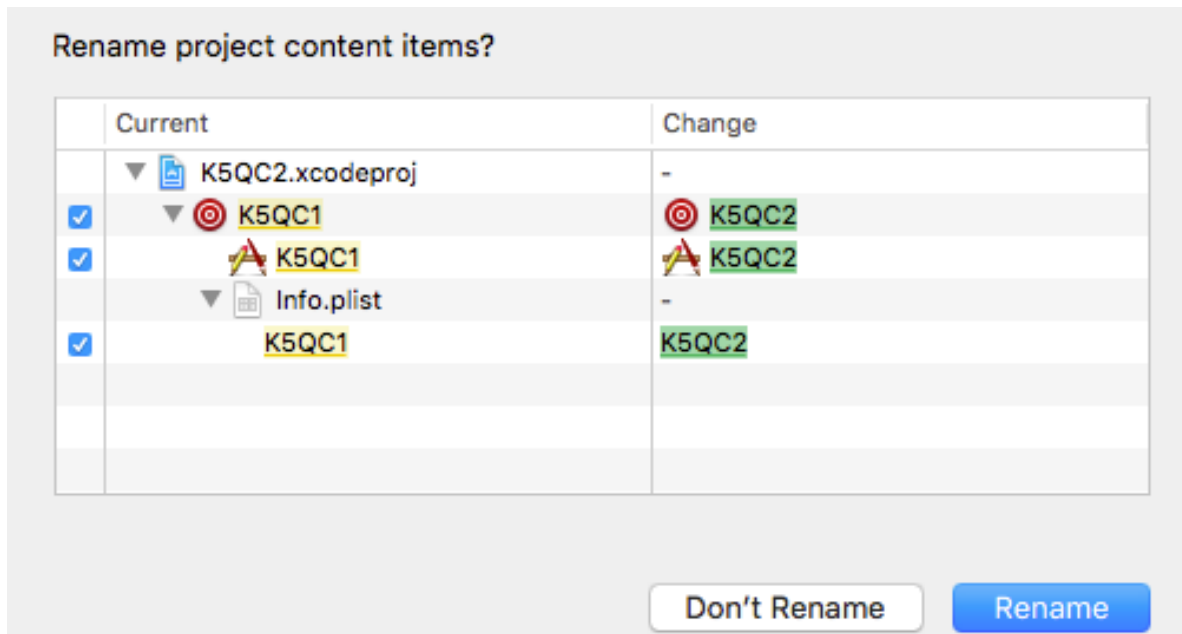 Rename project content items?
Current Change
K5QC2.xcodeproj -
K5QC1 K5QC2
K5QC1 K5QC2
Info.plist -
K5QC1 K5QC2
Don't Rename Rename